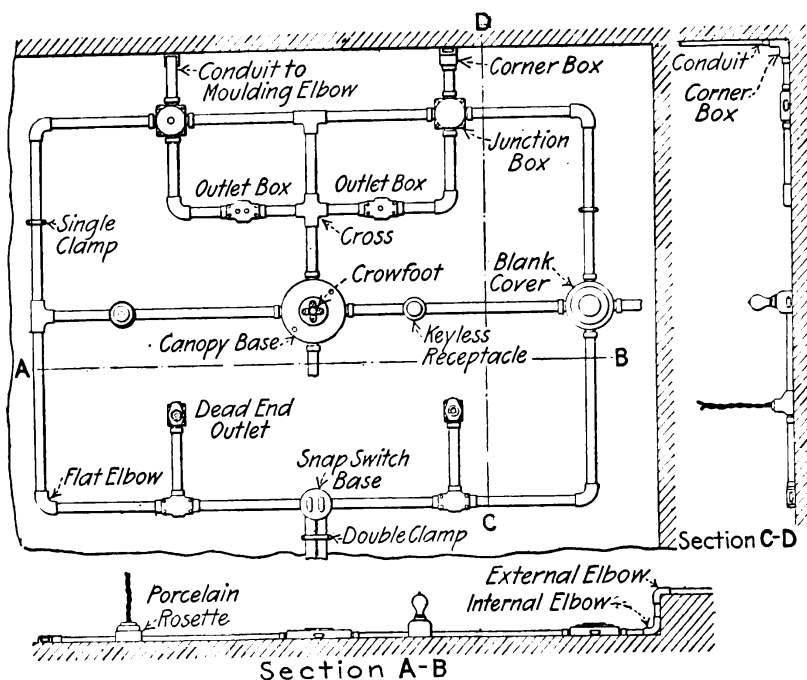 D
Conduit to
Moulding Elbow
Corner Box
Junction
Box
Outlet Box
Outlet Box
Single
Clamp
Cross
Crowfoot
Blank
Cover
Canopy Base
Keyless
Receptacle
A
B
Dead End
Outlet
Flat Elbow
Snap Switch
Base
C
Double Clamp
Conduit
Corner
Box
Section C-D
Porcelain
Rosette
External Elbow
Internal Elbow
Section A-B